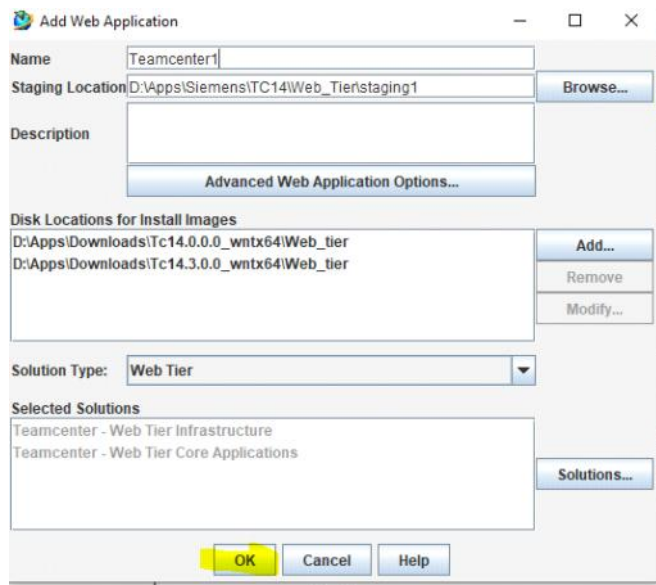 Add Web Application
Name Teamcenter1
Staging Location D:\Apps\Siemens\TC14\Web_Tier\staging1 Browse...
Description
Advanced Web Application Options...
Disk Locations for Install Images
D:\Apps\Downloads\Tc14.0.0.0_wntx64\Web_tier Add...
D:\Apps\Downloads\Tc14.3.0.0_wntx64\Web_tier
Remove
Modify...
Solution Type: Web Tier
Selected Solutions
Teamcenter - Web Tier Infrastructure
Teamcenter - Web Tier Core Applications
Solutions...
OK Cancel Help